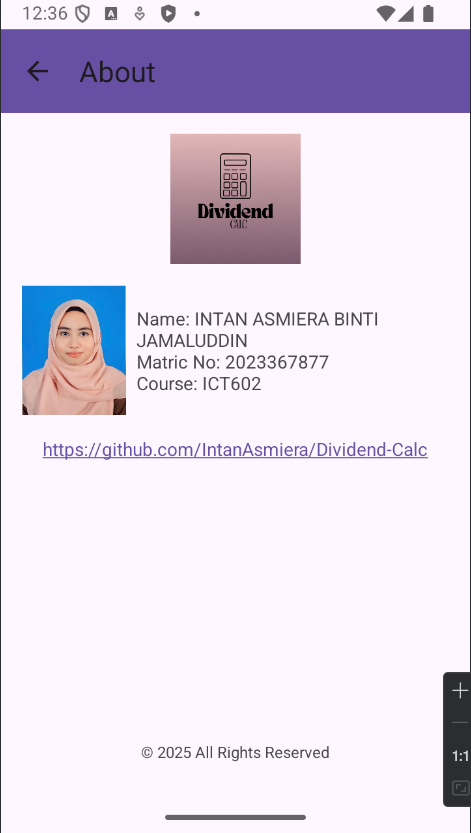 12:36
About
Dividend
CALC
Name: INTAN ASMIERA BINTI
JAMALUDDIN
Matric No: 2023367877
Course: ICT602
https://github.com/IntanAsmiera/Dividend-Calc
1:1
© 2025 All Rights Reserved